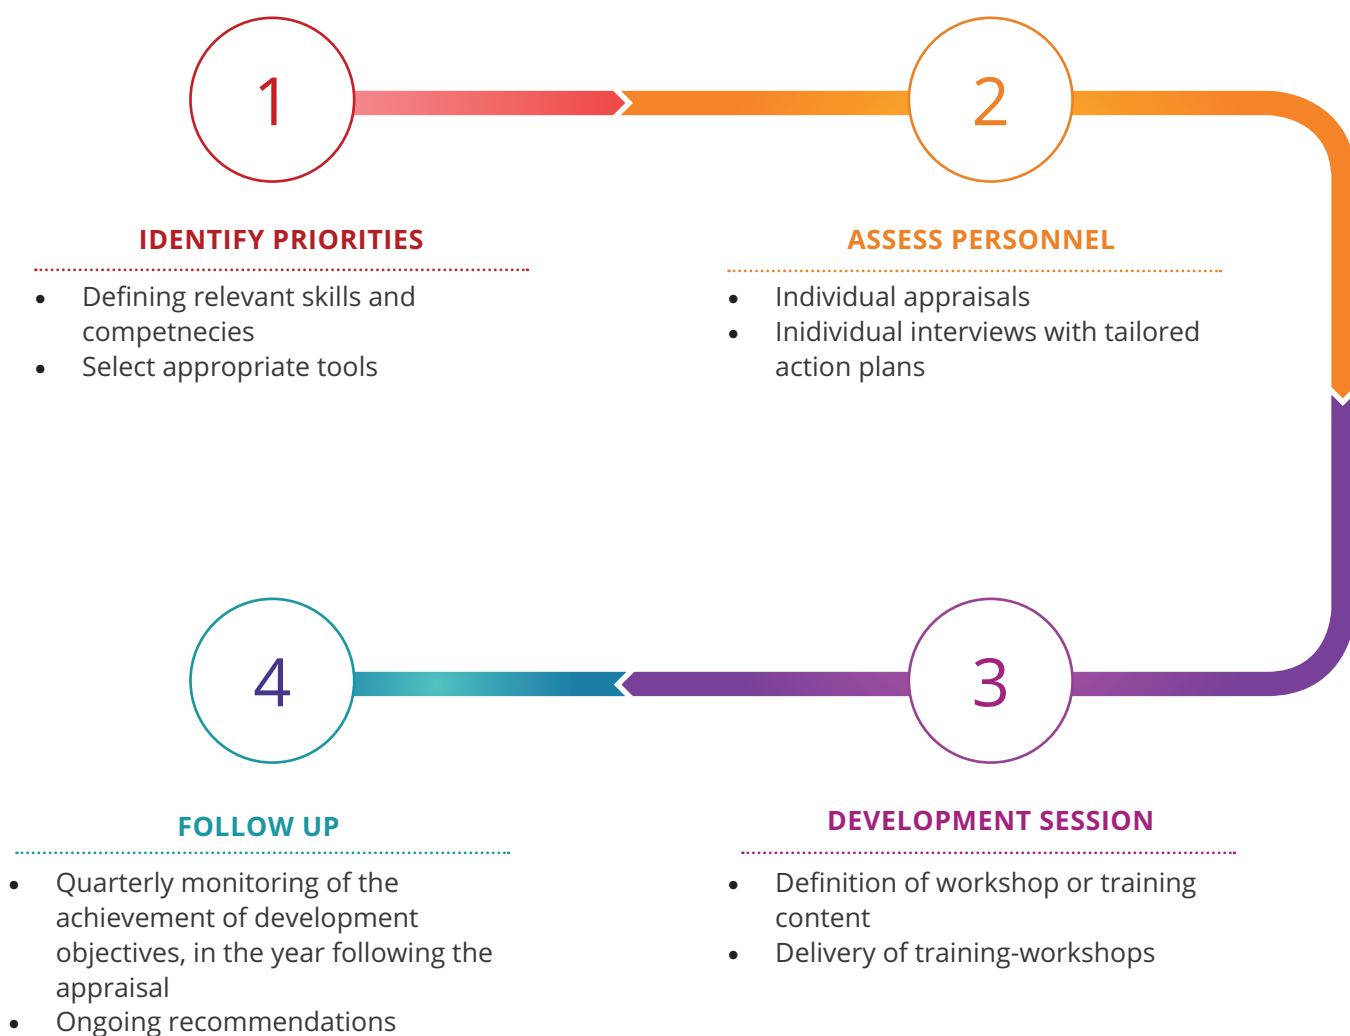 1
IDENTIFY PRIORITIES
• Defining relevant skills and
competnecies
• Select appropriate tools
2
ASSESS PERSONNEL
• Individual appraisals
• Inidividual interviews with tailored
action plans
3
DEVELOPMENT SESSION
• Definition of workshop or training
content
• Delivery of training-workshops
4
FOLLOW UP
• Quarterly monitoring of the
achievement of development
objectives, in the year following the
appraisal
• Ongoing recommendations